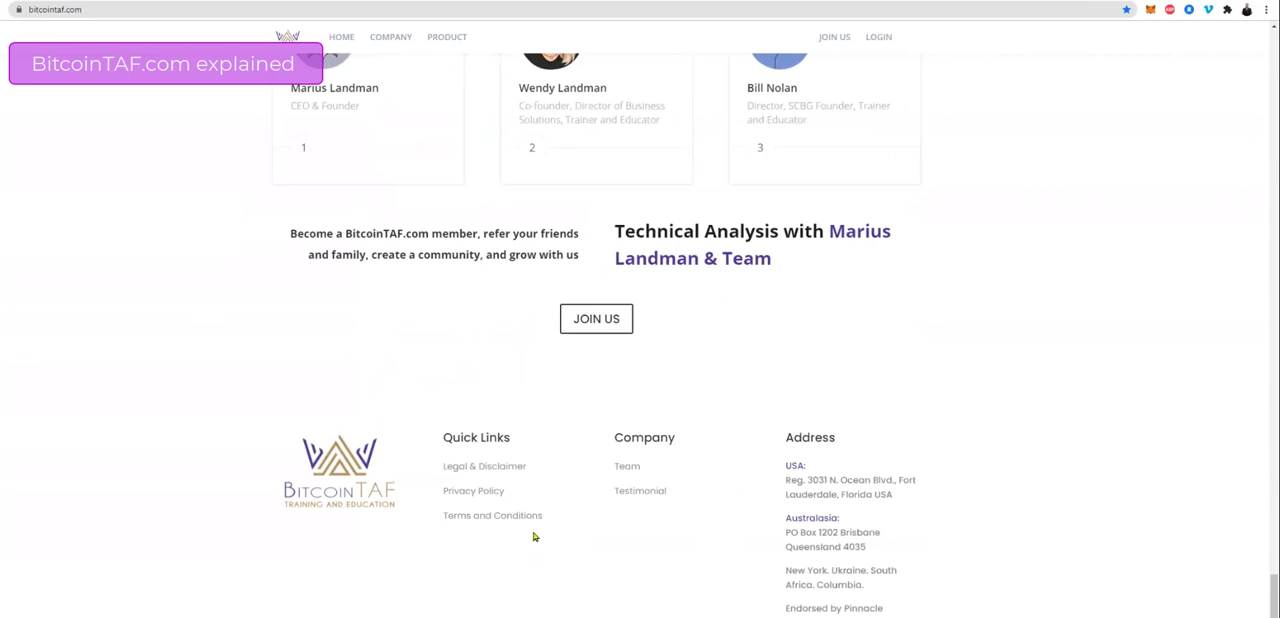 bitcointaf.com
HOME COMPANY PRODUCT JOIN US LOGIN
BitcoinTAF.com explained
Marius Landman
CEO & Founder
1
Wendy Landman
Co-founder, Director of Business
Solutions, Trainer and Educator
2
Bill Nolan
Director, SCBG Founder, Trainer
and Educator
3
Become a BitcoinTAF.com member, refer your friends
and family, create a community, and grow with us
Technical Analysis with Marius
Landman & Team
JOIN US
BITCOINTAF
TRAINING AND EDUCATION
Quick Links
Legal & Disclaimer
Privacy Policy
Terms and Conditions
Company
Team
Testimonial
Address
USA:
Reg. 3031 N. Ocean Blvd., Fort
Lauderdale, Florida USA
Australasia:
PO Box 1202 Brisbane
Queensland 4035
New York. Ukraine. South
Africa. Columbia.
Endorsed by Pinnacle